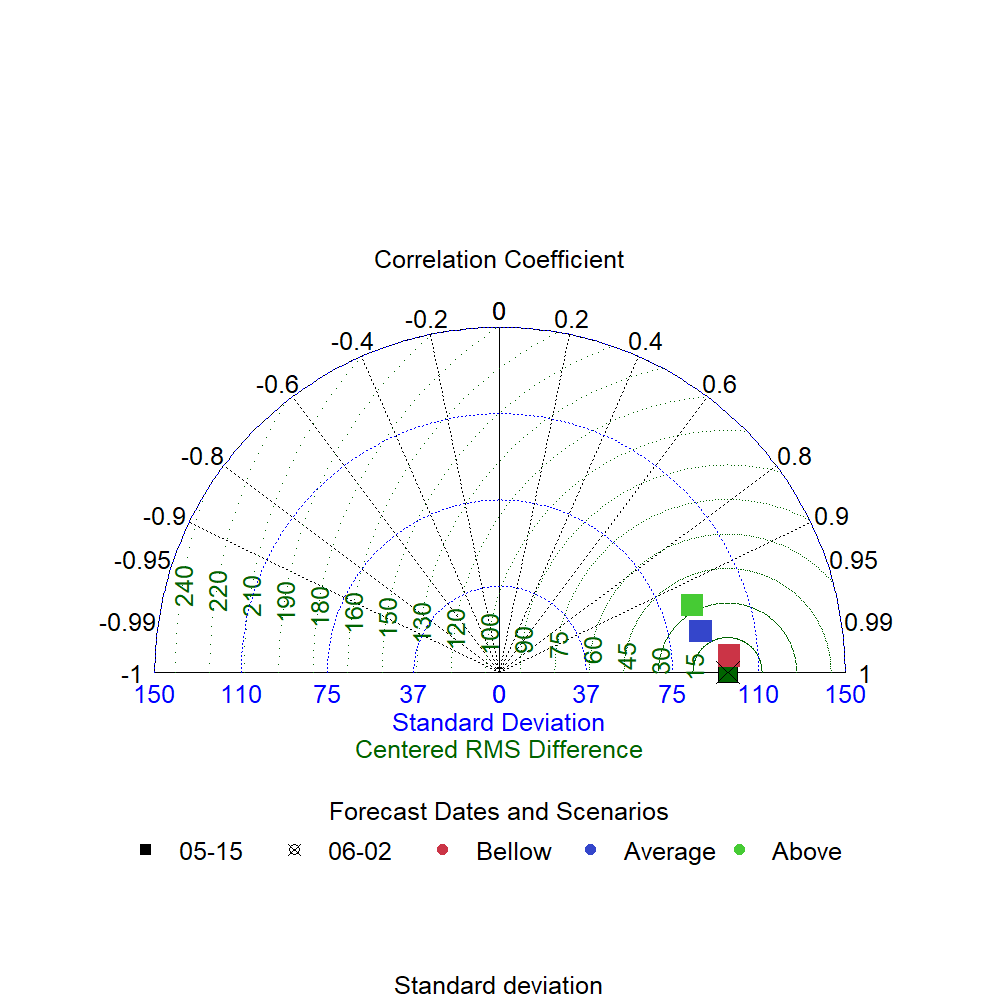 Correlation Coefficient
0
-0.2 0.2
-0.4 0.4
-0.6 0.6
-0.8 0.8
-0.9 0.9
-0.95 0.95
-0.99 0.99
240 220 210 190 180 160 150 130 120 100 90 75 60 45 30 15
-1 1
150 110 75 37 0 37 75 110 150
Standard Deviation
Centered RMS Difference
Forecast Dates and Scenarios
05-15 06-02 Bellow Average Above
Standard deviation